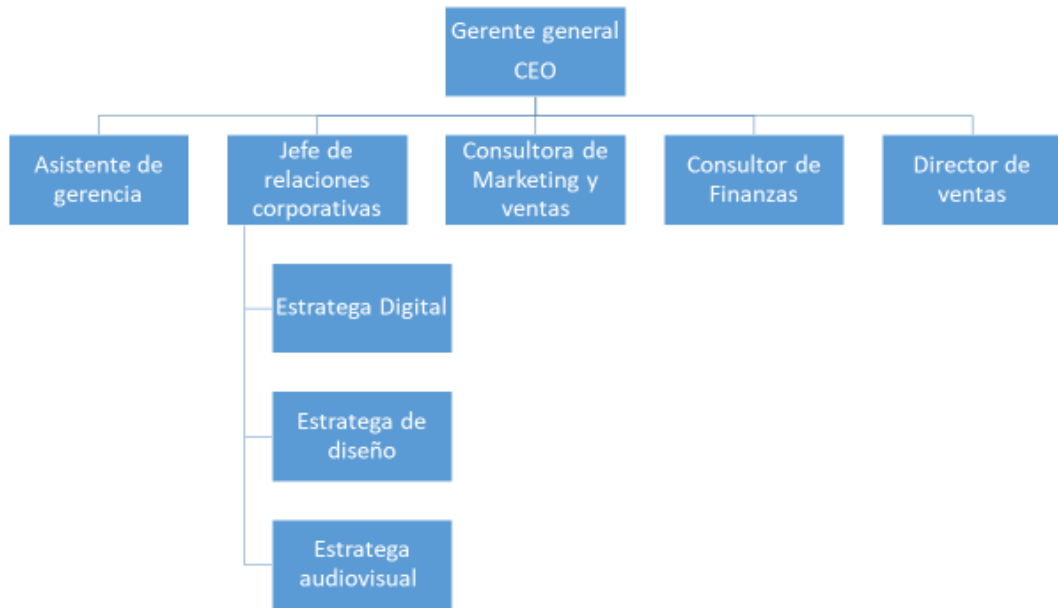 Gerente general
CEO
Asistente de
gerencia
Jefe de
relaciones
corporativas
Consultora de
Marketing y
ventas
Consultor de
Finanzas
Director de
ventas
Estratega Digital
Estratega de
diseño
Estratega
audiovisual